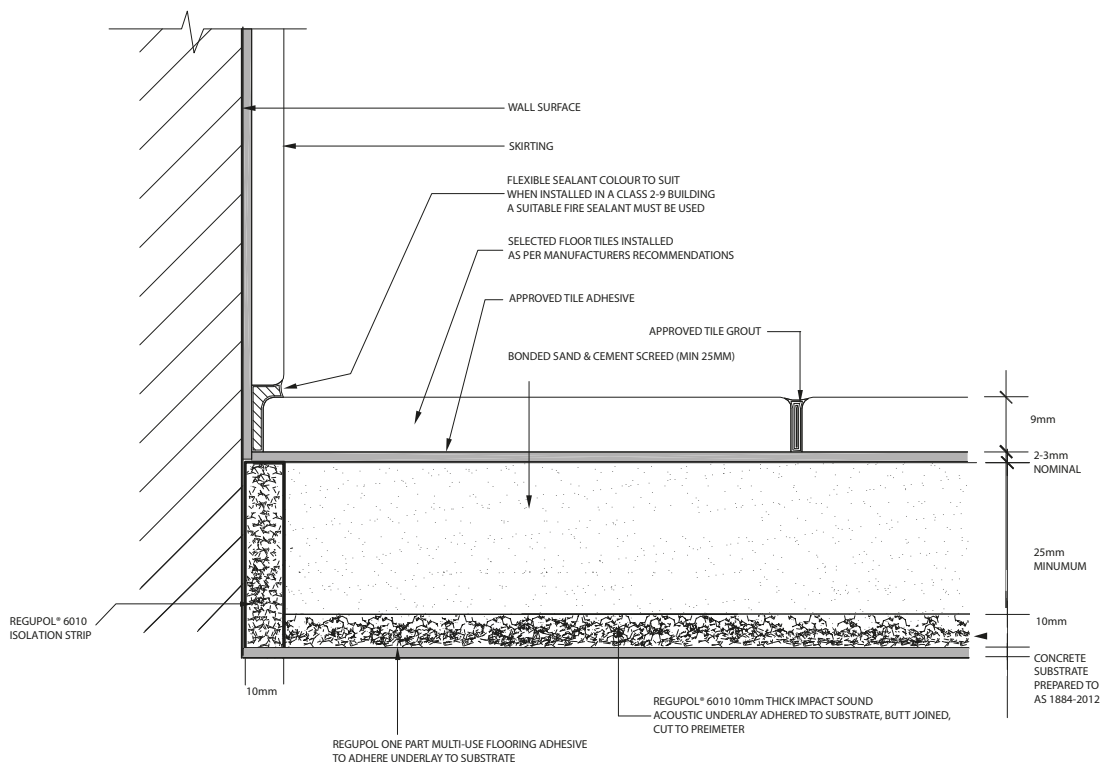 WALL SURFACE
SKIRTING
FLEXIBLE SEALANT COLOUR TO SUIT
WHEN INSTALLED IN A CLASS 2-9 BUILDING
A SUITABLE FIRE SEALANT MUST BE USED
SELECTED FLOOR TILES INSTALLED
AS PER MANUFACTURERS RECOMMENDATIONS
APPROVED TILE ADHESIVE
APPROVED TILE GROUT
BONDED SAND & CEMENT SCREED (MIN 25MM)
9mm
2-3mm
NOMINAL
25mm
MINUMUM
REGUPOL® 6010
ISOLATION STRIP
10mm
CONCRETE
SUBSTRATE
PREPARED TO
AS 1884-2012
10mm
REGUPOL® 6010 10mm THICK IMPACT SOUND
ACOUSTIC UNDERLAY ADHERED TO SUBSTRATE, BUTT JOINED,
CUT TO PREIMETER
REGUPOL ONE PART MULTI-USE FLOORING ADHESIVE
TO ADHERE UNDERLAY TO SUBSTRATE